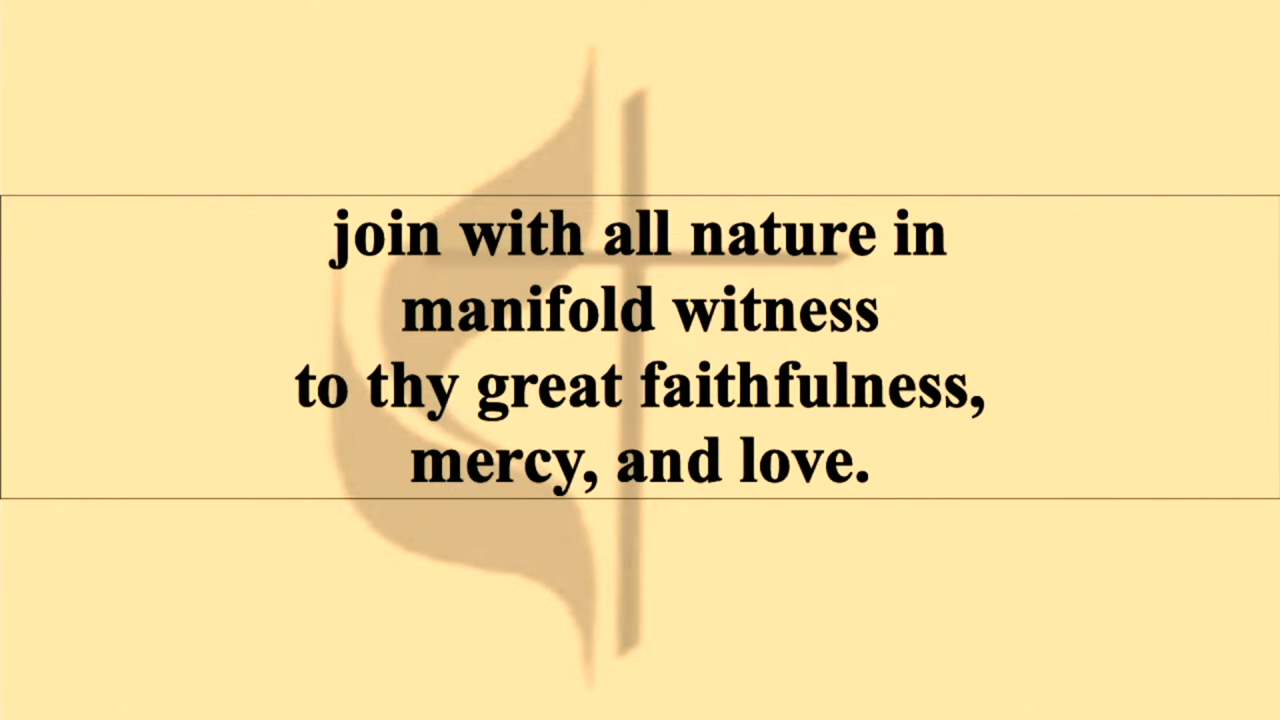 join with all nature in
manifold witness
to thy great faithfulness,
mercy, and love.